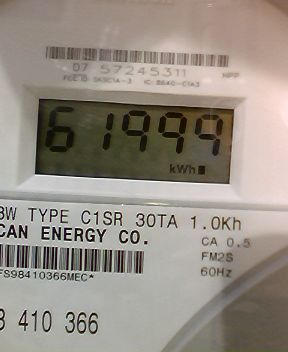 07 57245311 MPP
61999
kWh
3W TYPE C1SR 30TA 1.0Kh
CAN ENERGY CO.
CA 0.5
FM2S
60Hz
FS98410366MEC*
3 410 366